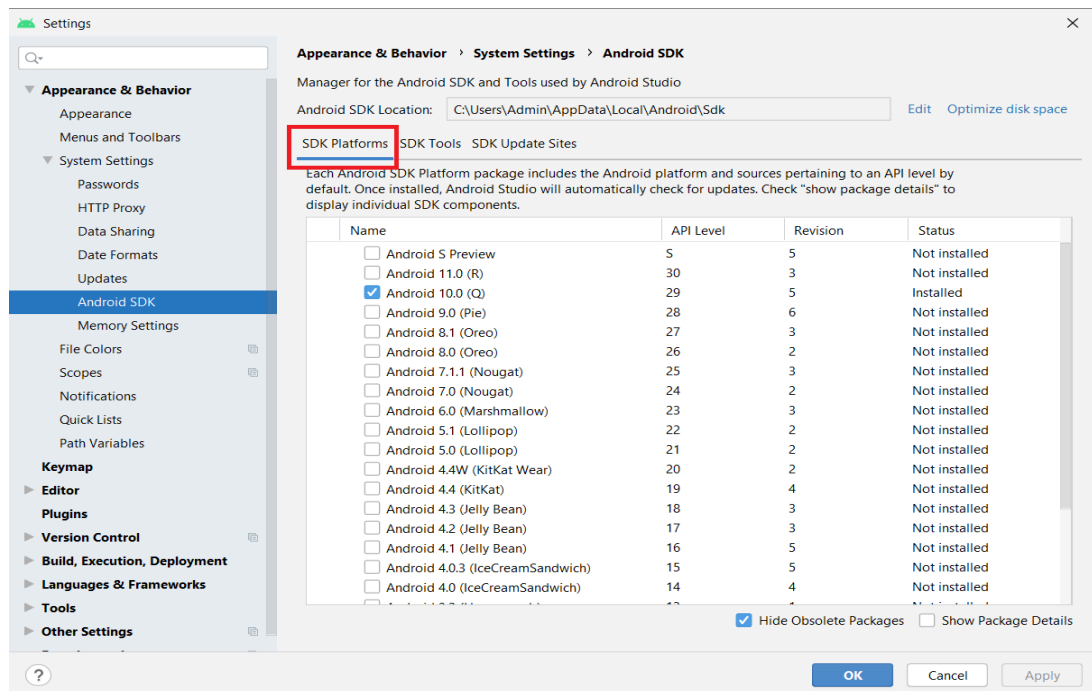 Settings
Appearance & Behavior
Appearance
Menus and Toolbars
System Settings
Passwords
HTTP Proxy
Data Sharing
Date Formats
Updates
Android SDK
Memory Settings
File Colors
Scopes
Notifications
Quick Lists
Path Variables
Keymap
Editor
Plugins
Version Control
Build, Execution, Deployment
Languages & Frameworks
Tools
Other Settings
?
Appearance & Behavior › System Settings › Android SDK
Manager for the Android SDK and Tools used by Android Studio
Android SDK Location: C:\Users\Admin\AppData\Local\Android\Sdk Edit Optimize disk space
SDK Platforms SDK Tools SDK Update Sites
Each Android SDK Platform package includes the Android platform and sources pertaining to an API level by
default. Once installed, Android Studio will automatically check for updates. Check "show package details" to
display individual SDK components.
Name API Level Revision Status
Android S Preview S 5 Not installed
Android 11.0 (R) 30 3 Not installed
Android 10.0 (Q) 29 5 Installed
Android 9.0 (Pie) 28 6 Not installed
Android 8.1 (Oreo) 27 3 Not installed
Android 8.0 (Oreo) 26 2 Not installed
Android 7.1.1 (Nougat) 25 3 Not installed
Android 7.0 (Nougat) 24 2 Not installed
Android 6.0 (Marshmallow) 23 3 Not installed
Android 5.1 (Lollipop) 22 2 Not installed
Android 5.0 (Lollipop) 21 2 Not installed
Android 4.4W (KitKat Wear) 20 2 Not installed
Android 4.4 (KitKat) 19 4 Not installed
Android 4.3 (Jelly Bean) 18 3 Not installed
Android 4.2 (Jelly Bean) 17 3 Not installed
Android 4.1 (Jelly Bean) 16 5 Not installed
Android 4.0.3 (IceCreamSandwich) 15 5 Not installed
Android 4.0 (IceCreamSandwich) 14 4 Not installed
Hide Obsolete Packages Show Package Details
OK Cancel Apply